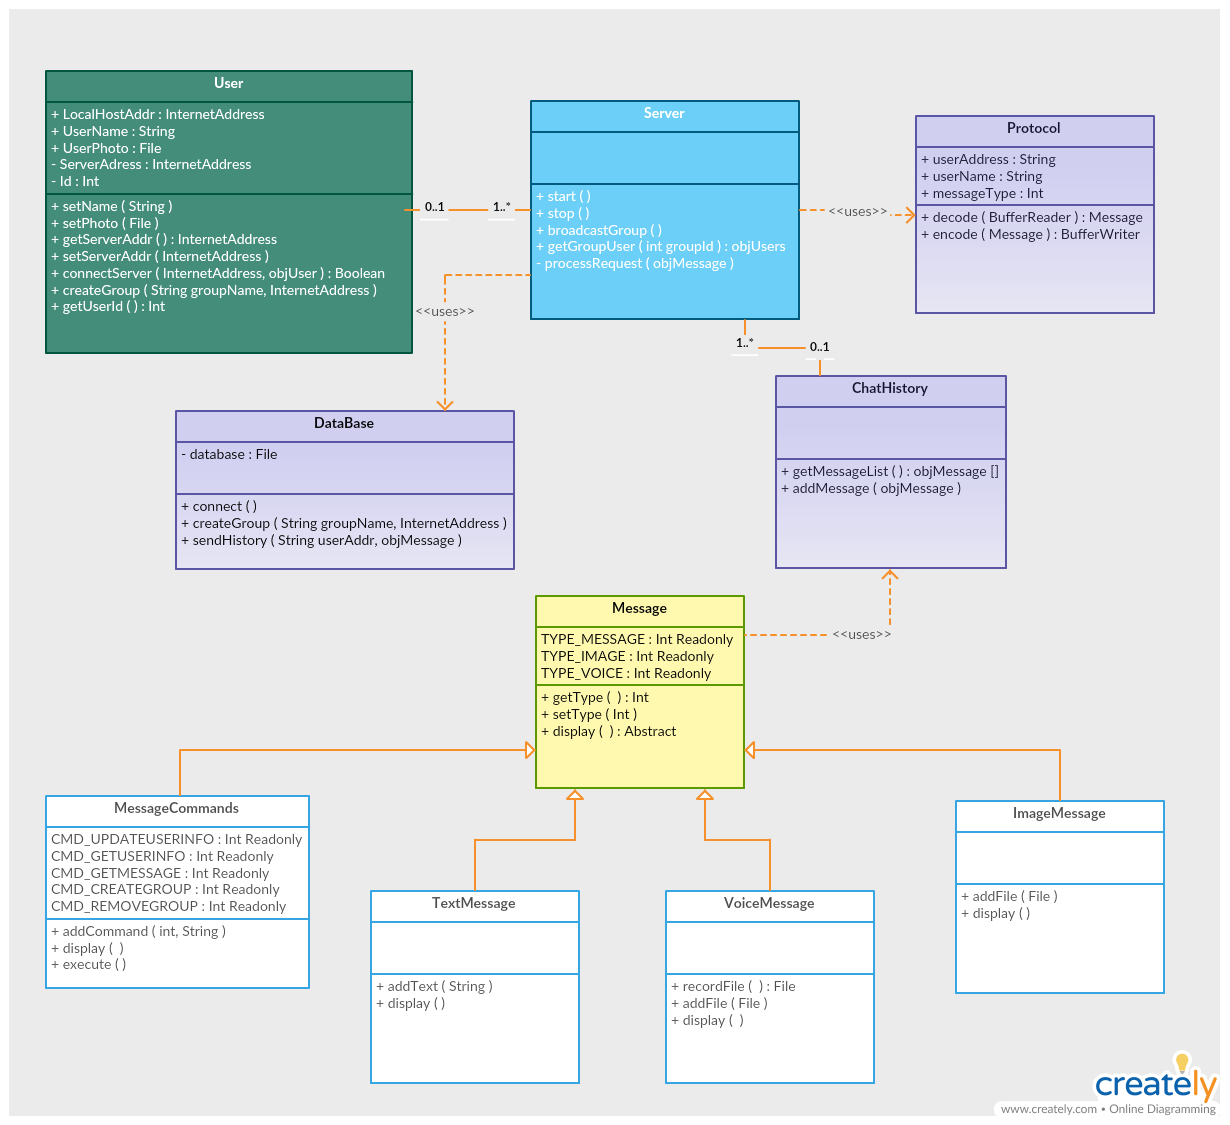 User
+ LocalHostAddr : InternetAddress
+ UserName : String
+ UserPhoto : File
- ServerAdress : InternetAddress
- Id : Int
+ setName ( String )
+ setPhoto ( File )
+ getServerAddr ( ) : InternetAddress
+ setServerAddr ( InternetAddress )
+ connectServer ( InternetAddress, objUser ) : Boolean
+ createGroup ( String groupName, InternetAddress )
+ getUserId ( ) : Int
0..1
1..*
Server
+ start ( )
+ stop ( )
+ broadcastGroup ( )
+ getGroupUser ( int groupId ) : objUsers
- processRequest ( objMessage )
<<uses>>
Protocol
+ userAddress : String
+ userName : String
+ messageType : Int
+ decode ( BufferReader ) : Message
+ encode ( Message ) : BufferWriter
<<uses>>
1..*
0..1
DataBase
- database : File
+ connect ( )
+ createGroup ( String groupName, InternetAddress )
+ sendHistory ( String userAddr, objMessage )
ChatHistory
+ getMessageList ( ) : objMessage []
+ addMessage ( objMessage )
Message
TYPE_MESSAGE : Int Readonly
TYPE_IMAGE : Int Readonly
TYPE_VOICE : Int Readonly
+ getType (  ) : Int
+ setType ( Int )
+ display (  ) : Abstract
<<uses>>
MessageCommands
CMD_UPDATEUSERINFO : Int Readonly
CMD_GETUSERINFO : Int Readonly
CMD_GETMESSAGE : Int Readonly
CMD_CREATEGROUP : Int Readonly
CMD_REMOVEGROUP : Int Readonly
+ addCommand ( int, String )
+ display (  )
+ execute ( )
TextMessage
+ addText ( String )
+ display ( )
VoiceMessage
+ recordFile (  ) : File
+ addFile ( File )
+ display (  )
ImageMessage
+ addFile ( File )
+ display ( )
creately
www.creately.com • Online Diagramming